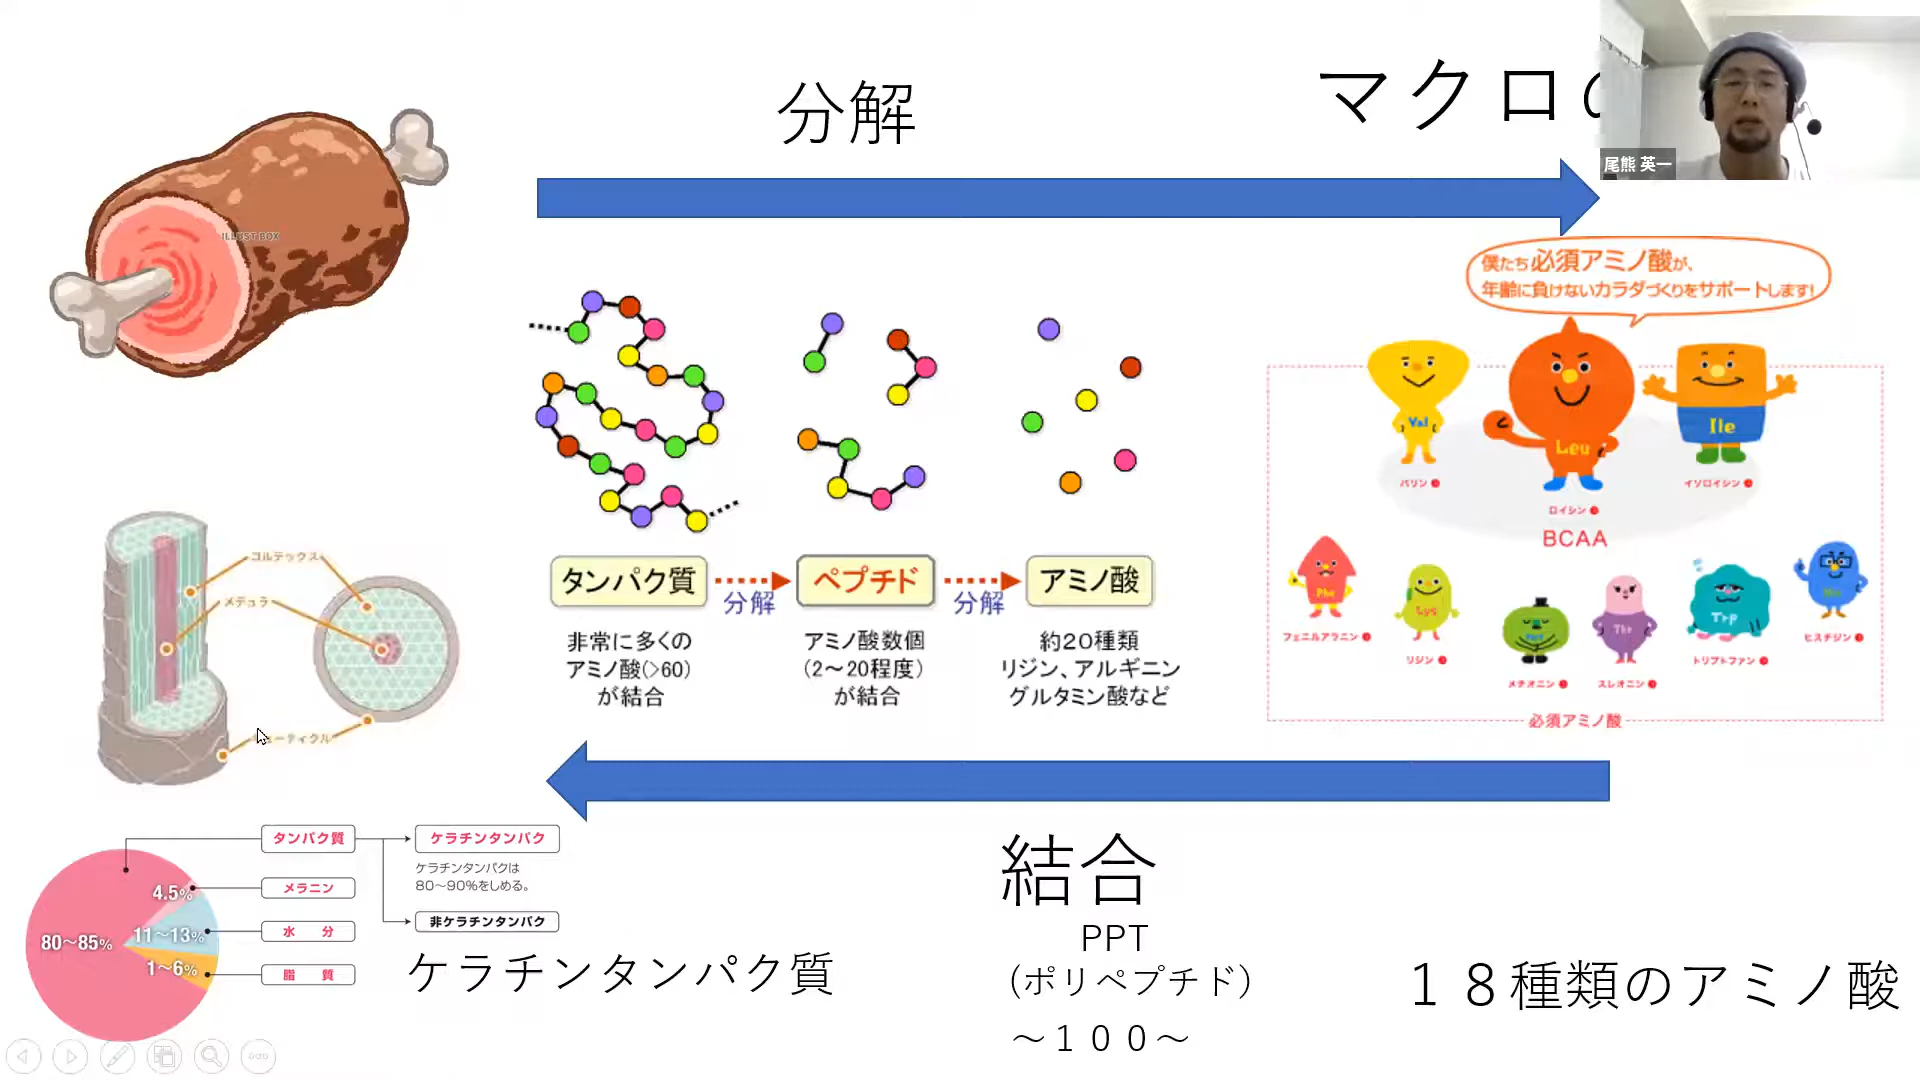 分解
マクロの
尾熊 英一
ILLUST BOX
僕たち必須アミノ酸が、
年齢に負けないカラダづくりをサポートします!
Val
Leu
Ile
バリン
ロイシン
イソロイシン
BCAA
Phe
Lys
Thr
Trp
フェニルアラニン
リジン
メチオニン
スレオニン
トリプトファン
ヒスチジン
必須アミノ酸
タンパク質
分解
ペプチド
分解
アミノ酸
非常に多くの
アミノ酸(>60)
が結合
アミノ酸数個
(2〜20程度)
が結合
約20種類
リジン、アルギニン
グルタミン酸など
コルテックス
メデュラ
ーティクル
タンパク質
メラニン
水 分
脂 質
ケラチンタンパク
ケラチンタンパクは
80〜90%をしめる。
非ケラチンタンパク
4.5%
80〜85%
11〜13%
1〜6%
ケラチンタンパク質
結合
PPT
(ポリペプチド)
〜100〜
18種類のアミノ酸